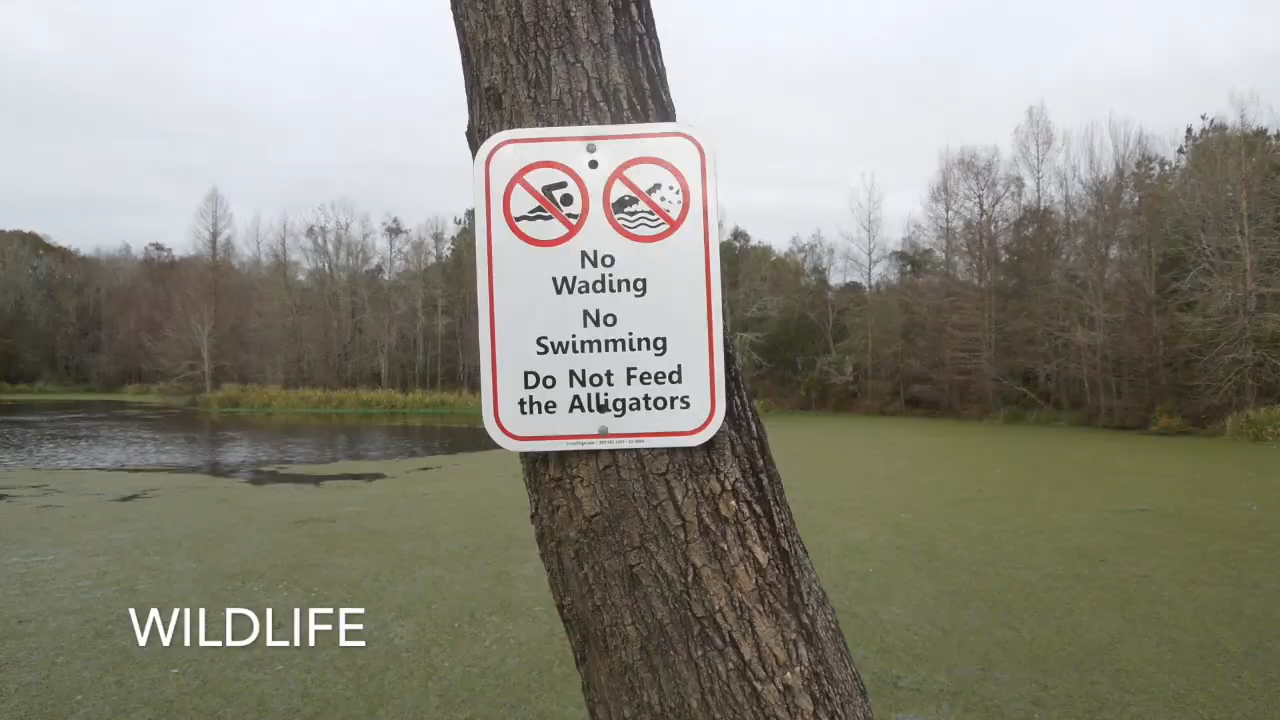 No
Wading
No
Swimming
Do Not Feed
the Alligators
WILDLIFE